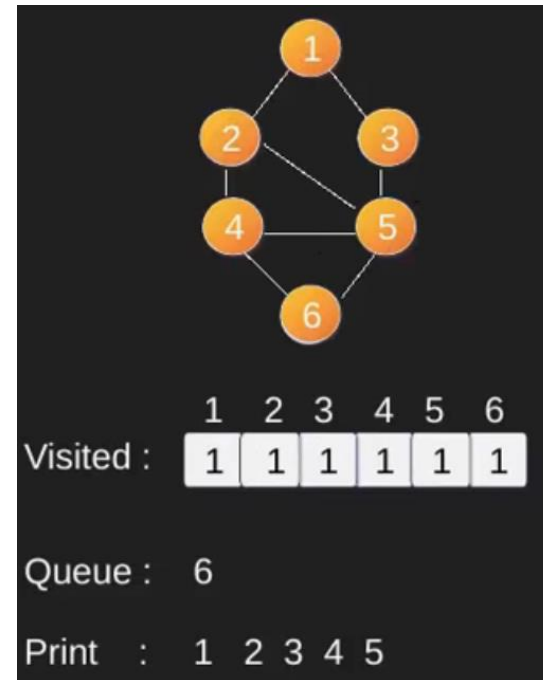 1
2 3
4 5
6
1 2 3 4 5 6
Visited : 1 1 1 1 1 1
Queue : 6
Print : 1 2 3 4 5